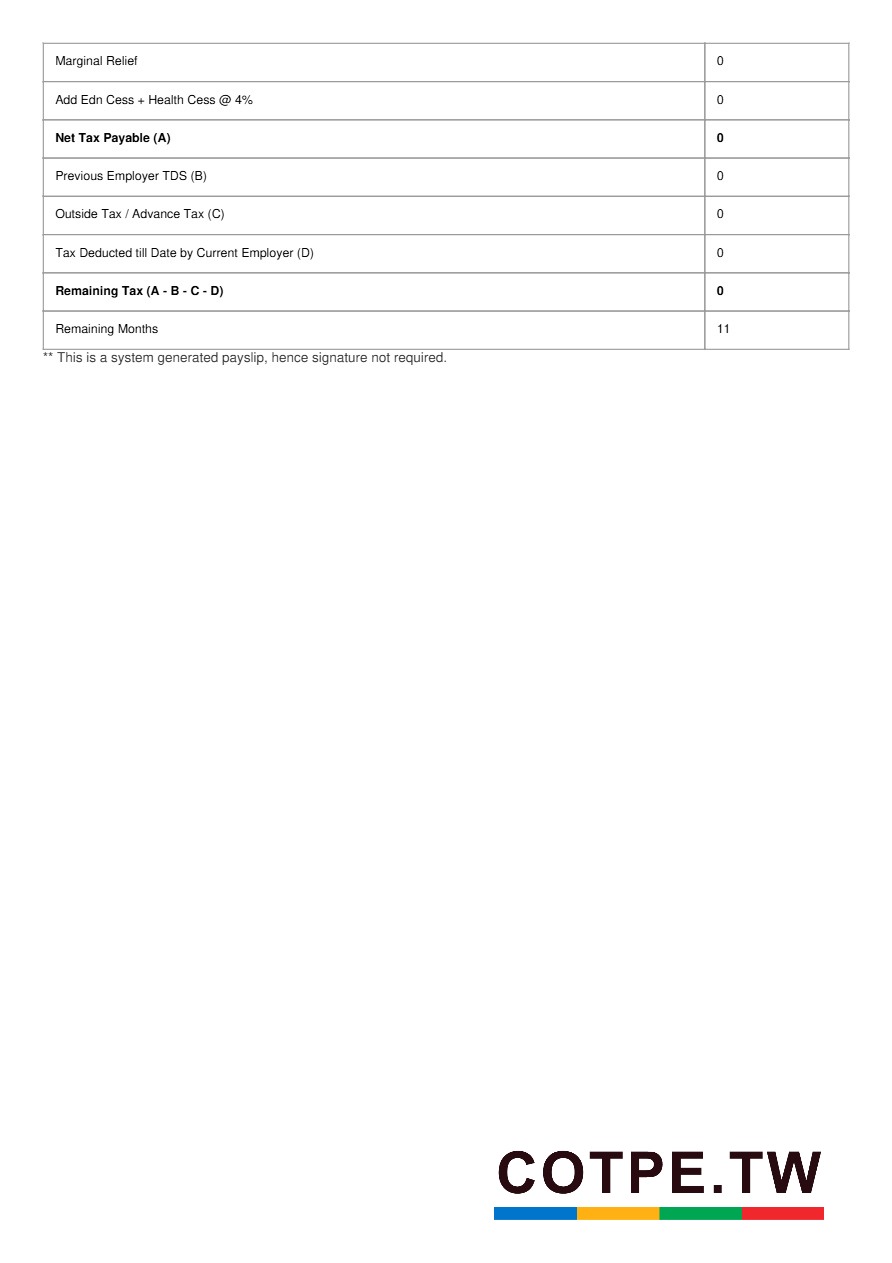 Marginal Relief 0
Add Edn Cess + Health Cess @ 4% 0
Net Tax Payable (A) 0
Previous Employer TDS (B) 0
Outside Tax / Advance Tax (C) 0
Tax Deducted till Date by Current Employer (D) 0
Remaining Tax (A - B - C - D) 0
Remaining Months 11
** This is a system generated payslip, hence signature not required.
COTPE.TW